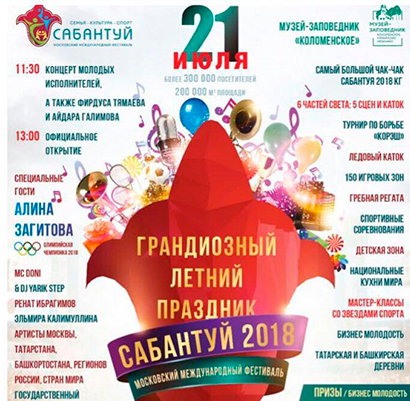 СЕМЬЯ • КУЛЬТУРА • СПОРТ
САБАНТУЙ
МОСКОВСКИЙ МЕЖДУНАРОДНЫЙ ФЕСТИВАЛЬ
21
ИЮЛЯ
БОЛЕЕ 300 000 ПОСЕТИТЕЛЕЙ
200 000 М² ПЛОЩАДИ
МУЗЕЙ-ЗАПОВЕДНИК
«КОЛОМЕНСКОЕ»
МУЗЕЙ-
ЗАПОВЕДНИК
11:30 КОНЦЕРТ МОЛОДЫХ
ИСПОЛНИТЕЛЕЙ,
А ТАКЖЕ ФИРДУСА ТЯМАЕВА
И АЙДАРА ГАЛИМОВА
13:00 ОФИЦИАЛЬНОЕ
ОТКРЫТИЕ
СПЕЦИАЛЬНЫЕ
ГОСТИ
АЛИНА
ЗАГИТОВА
ОЛИМПИЙСКАЯ
ЧЕМПИОНКА 2018
MC DONI
& DJ YARIK STEP
РЕНАТ ИБРАГИМОВ
ЭЛЬМИРА КАЛИМУЛЛИНА
АРТИСТЫ МОСКВЫ,
ТАТАРСТАНА,
БАШКОРТОСТАНА, РЕГИОНОВ
РОССИИ, СТРАН МИРА
ГОСУДАРСТВЕННЫЙ
ГРАНДИОЗНЫЙ
ЛЕТНИЙ
ПРАЗДНИК
САБАНТУЙ 2018
МОСКОВСКИЙ МЕЖДУНАРОДНЫЙ ФЕСТИВАЛЬ
САМЫЙ БОЛЬШОЙ ЧАК-ЧАК
САБАНТУЯ 2018 КГ
6 ЧАСТЕЙ СВЕТА: 5 СЦЕН И КАТОК
ТУРНИР ПО БОРЬБЕ
«КОРЭШ»
ЛЕДОВЫЙ КАТОК
150 ИГРОВЫХ ЗОН
ГРЕБНАЯ РЕГАТА
СПОРТИВНЫЕ
СОРЕВНОВАНИЯ
ДЕТСКАЯ ЗОНА
НАЦИОНАЛЬНЫЕ
КУХНИ МИРА
МАСТЕР-КЛАССЫ
СО ЗВЕЗДАМИ СПОРТА
БИЗНЕС МОЛОДОСТЬ
ТАТАРСКАЯ И БАШКИРСКАЯ
ДЕРЕВНИ
ПРИЗЫ / БИЗНЕС МОЛОДОСТЬ